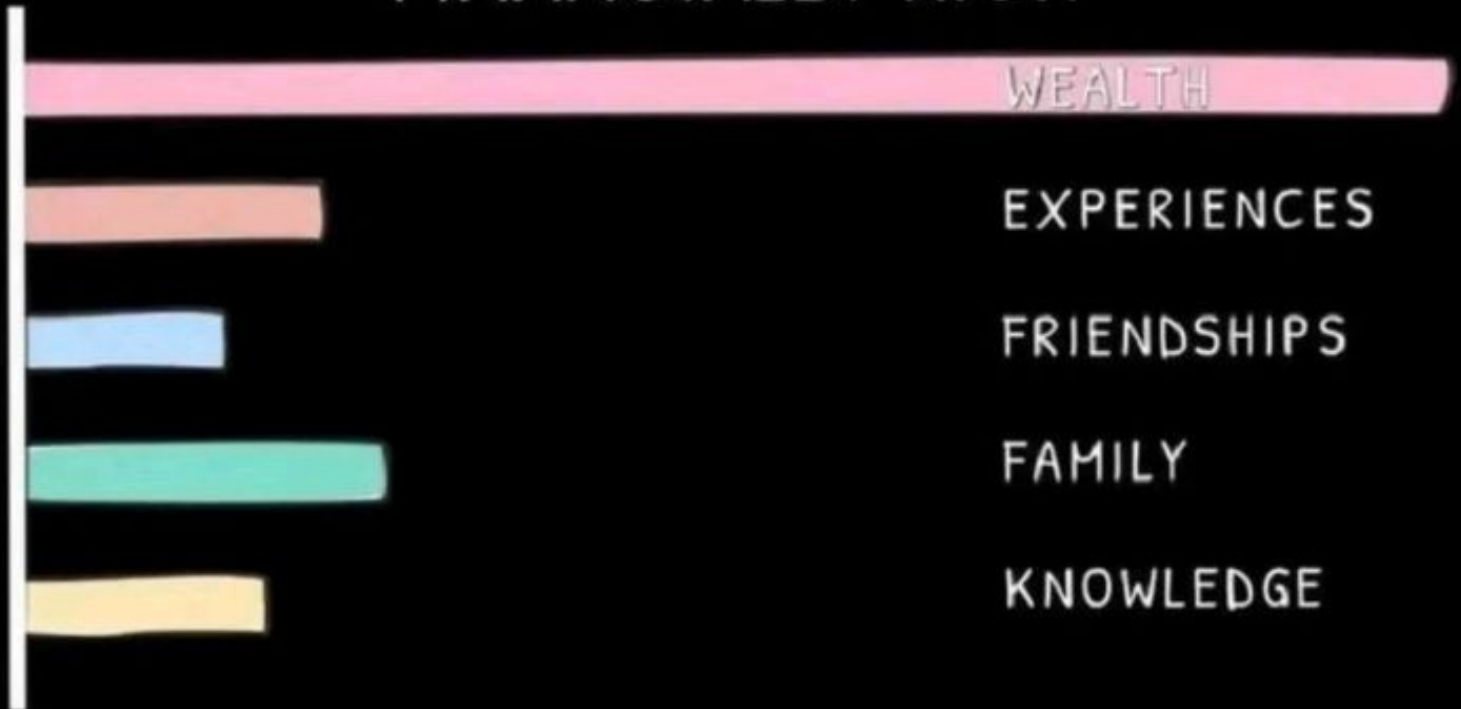 WEALTH
EXPERIENCES
FRIENDSHIPS
FAMILY
KNOWLEDGE